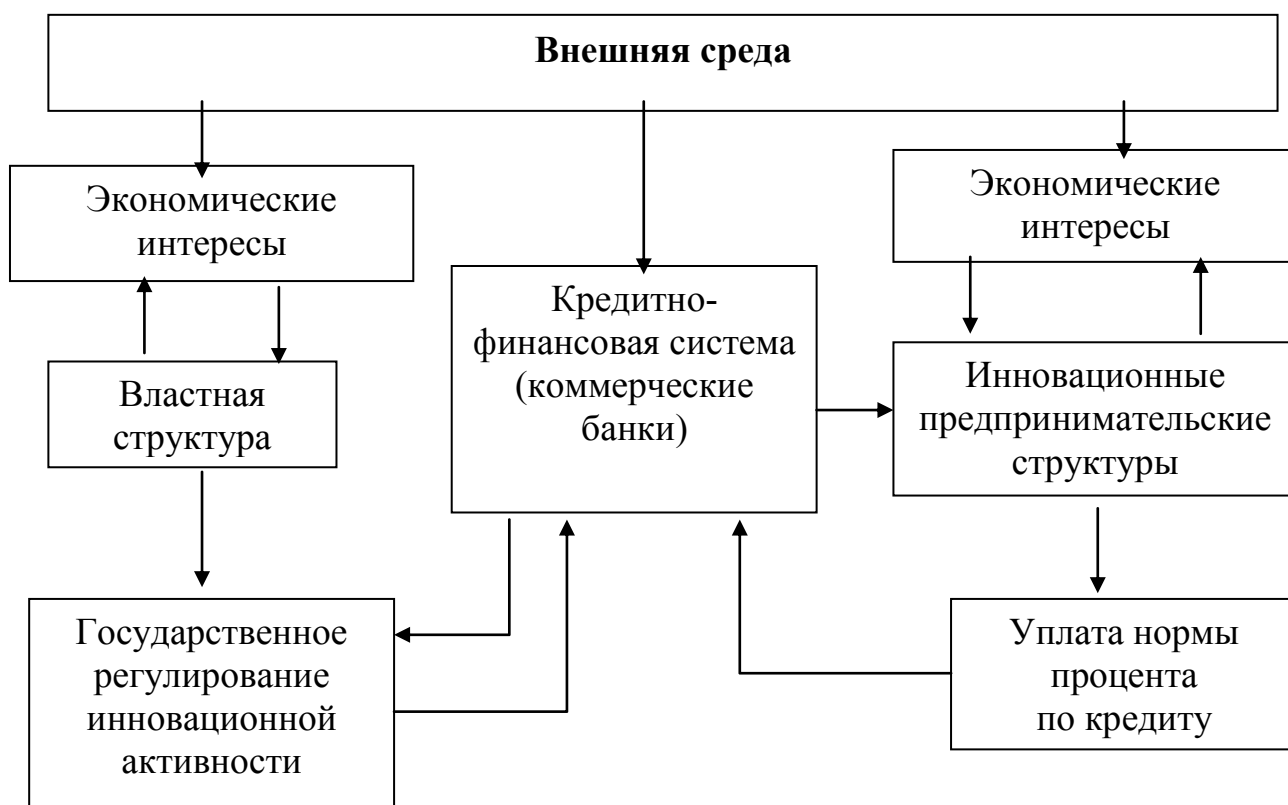 Внешняя среда
Экономические
интересы
Экономические
интересы
Кредитно-
финансовая система
(коммерческие
банки)
Властная
структура
Инновационные
предпринимательские
структуры
Государственное
регулирование
инновационной
активности
Уплата нормы
процента
по кредиту